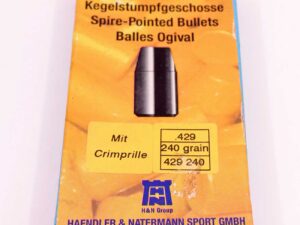 Kegelstumpfgeschosse
Spire-Pointed Bullets
Balles Ogival
Mit
Crimprille
.429
240 grain
429 240
H&N Group
HAENDLER & NATERMANN SPORT GMBH